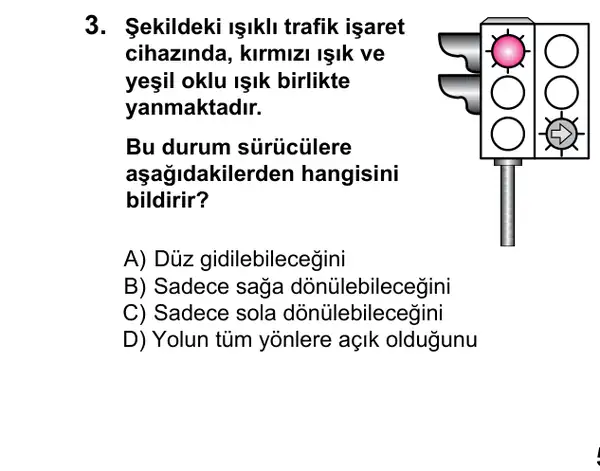 3. Şekildeki ışıklı trafik işaret
cihazında, kırmızı ışık ve
yeşil oklu ışık birlikte
yanmaktadır.
Bu durum sürücülere
aşağıdakilerden hangisini
bildirir?
A) Düz gidilebileceğini
B) Sadece sağa dönülebileceğini
C) Sadece sola dönülebileceğini
D) Yolun tüm yönlere açık olduğunu